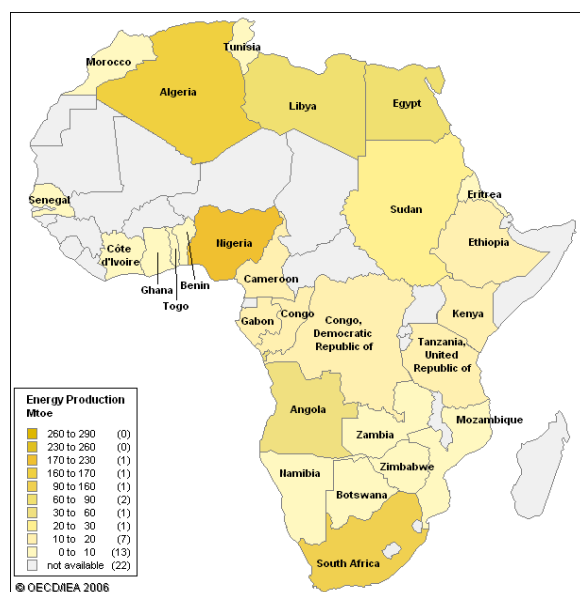 Tunisia
Morocco
Algeria
Libya
Egypt
Senegal
Eritrea
Sudan
Nigeria
Ethiopia
Côte
d'Ivoire
Benin
Cameroon
Ghana
Togo
Gabon
Congo
Congo,
Democratic
Republic of
Kenya
Tanzania,
United
Republic of
Angola
Mozambique
Zambia
Zimbabwe
Namibia
Botswana
South Africa
Energy Production
Mtoe
260 to 290 (0)
230 to 260 (0)
170 to 230 (1)
160 to 170 (1)
90 to 160 (1)
60 to 90 (2)
30 to 60 (1)
20 to 30 (1)
10 to 20 (7)
0 to 10 (13)
not available (22)
© OECD/IEA 2006